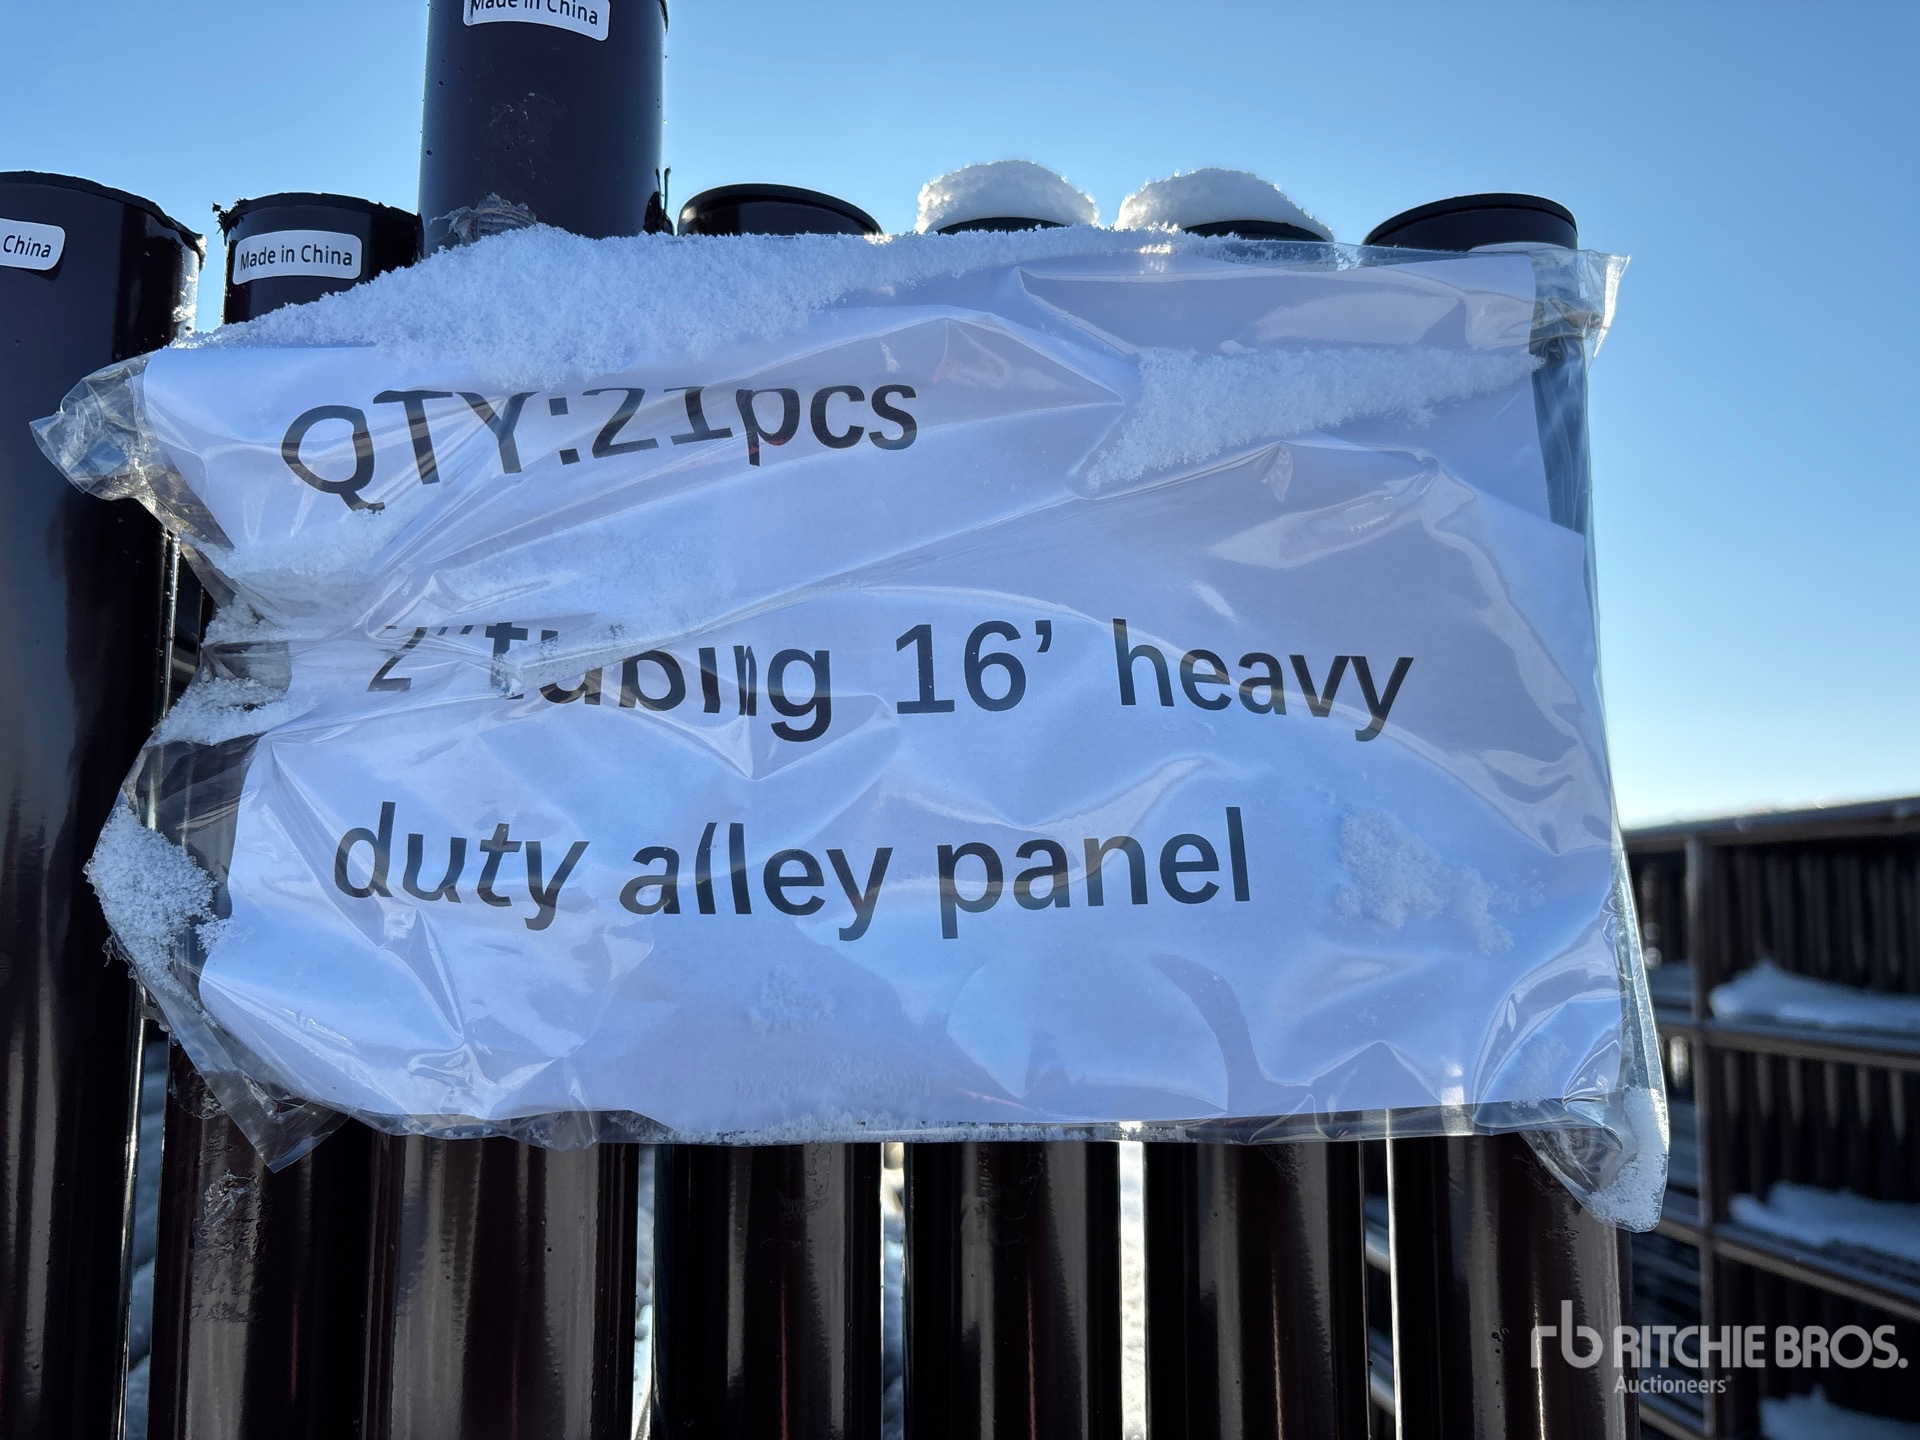 Made in China
China
Made in China
QTY:21pcs
2"tubing 16' heavy
duty alley panel
rb RITCHIE BROS.
Auctioneers